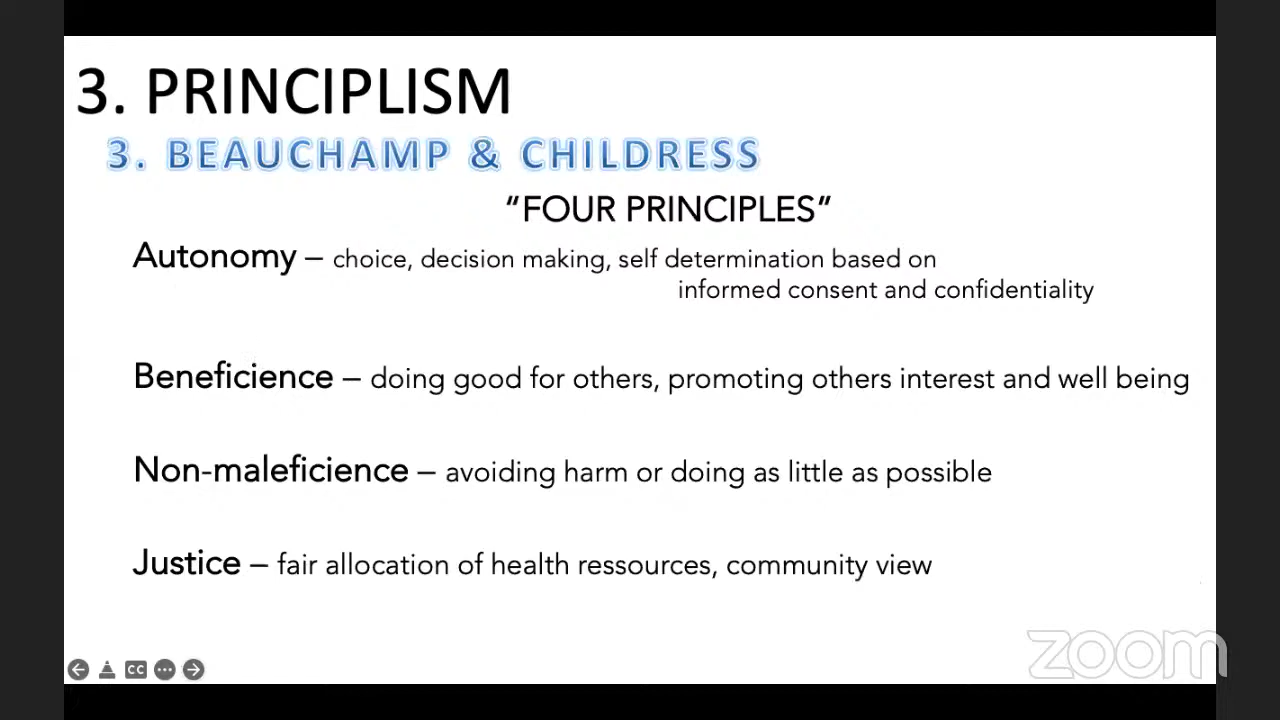 3. PRINCIPLISM
3. BEAUCHAMP & CHILDRESS
“FOUR PRINCIPLES”
Autonomy – choice, decision making, self determination based on
informed consent and confidentiality
Beneficience – doing good for others, promoting others interest and well being
Non-maleficience – avoiding harm or doing as little as possible
Justice – fair allocation of health ressources, community view
CC
zoom